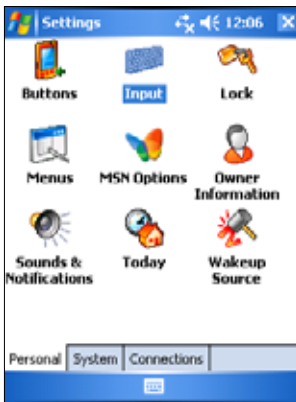 Settings 12:06
Buttons Input Lock
Menus MSN Options Owner
Information
Sounds & Today Wakeup
Notifications Source
Personal System Connections